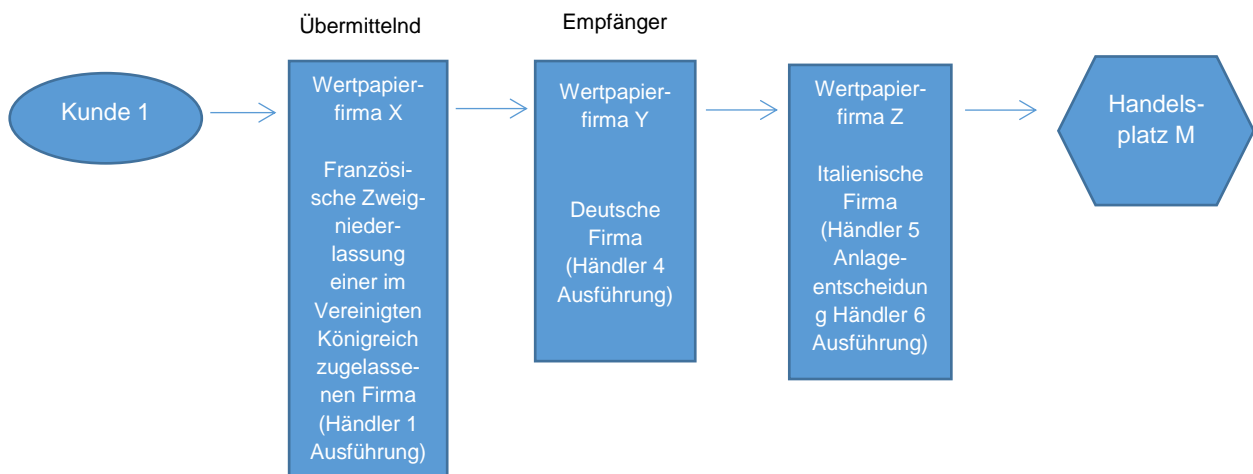 Übermittelnd
Empfänger
Kunde 1
Wertpapier-
firma X
Französi-
sche Zweig-
nieder-
lassung
einer im
Vereinigten
Königreich
zugelasse-
nen Firma
(Händler 1
Ausführung)
Wertpapier-
firma Y
Deutsche
Firma
(Händler 4
Ausführung)
Wertpapier-
firma Z
Italienische
Firma
(Händler 5
Anlage-
entscheidun
g Händler 6
Ausführung)
Handels-
platz M